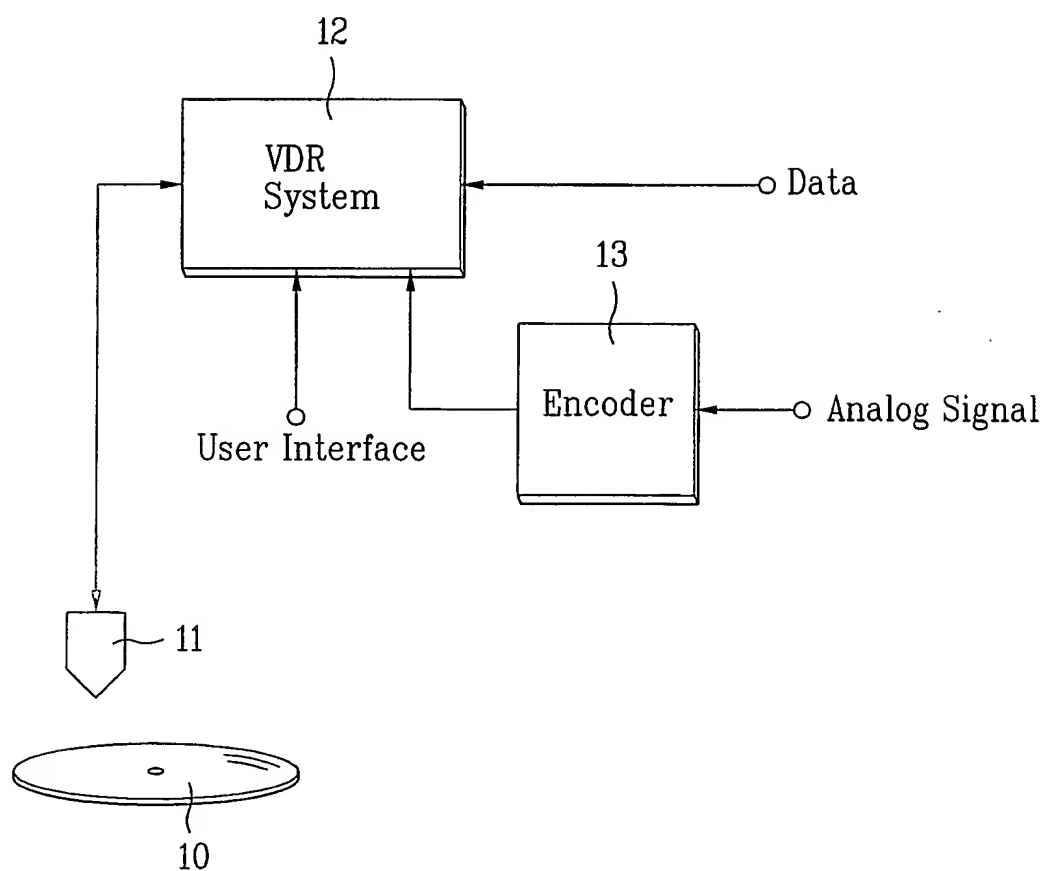 12
VDR
System
Data
13
Encoder
Analog Signal
User Interface
11
10